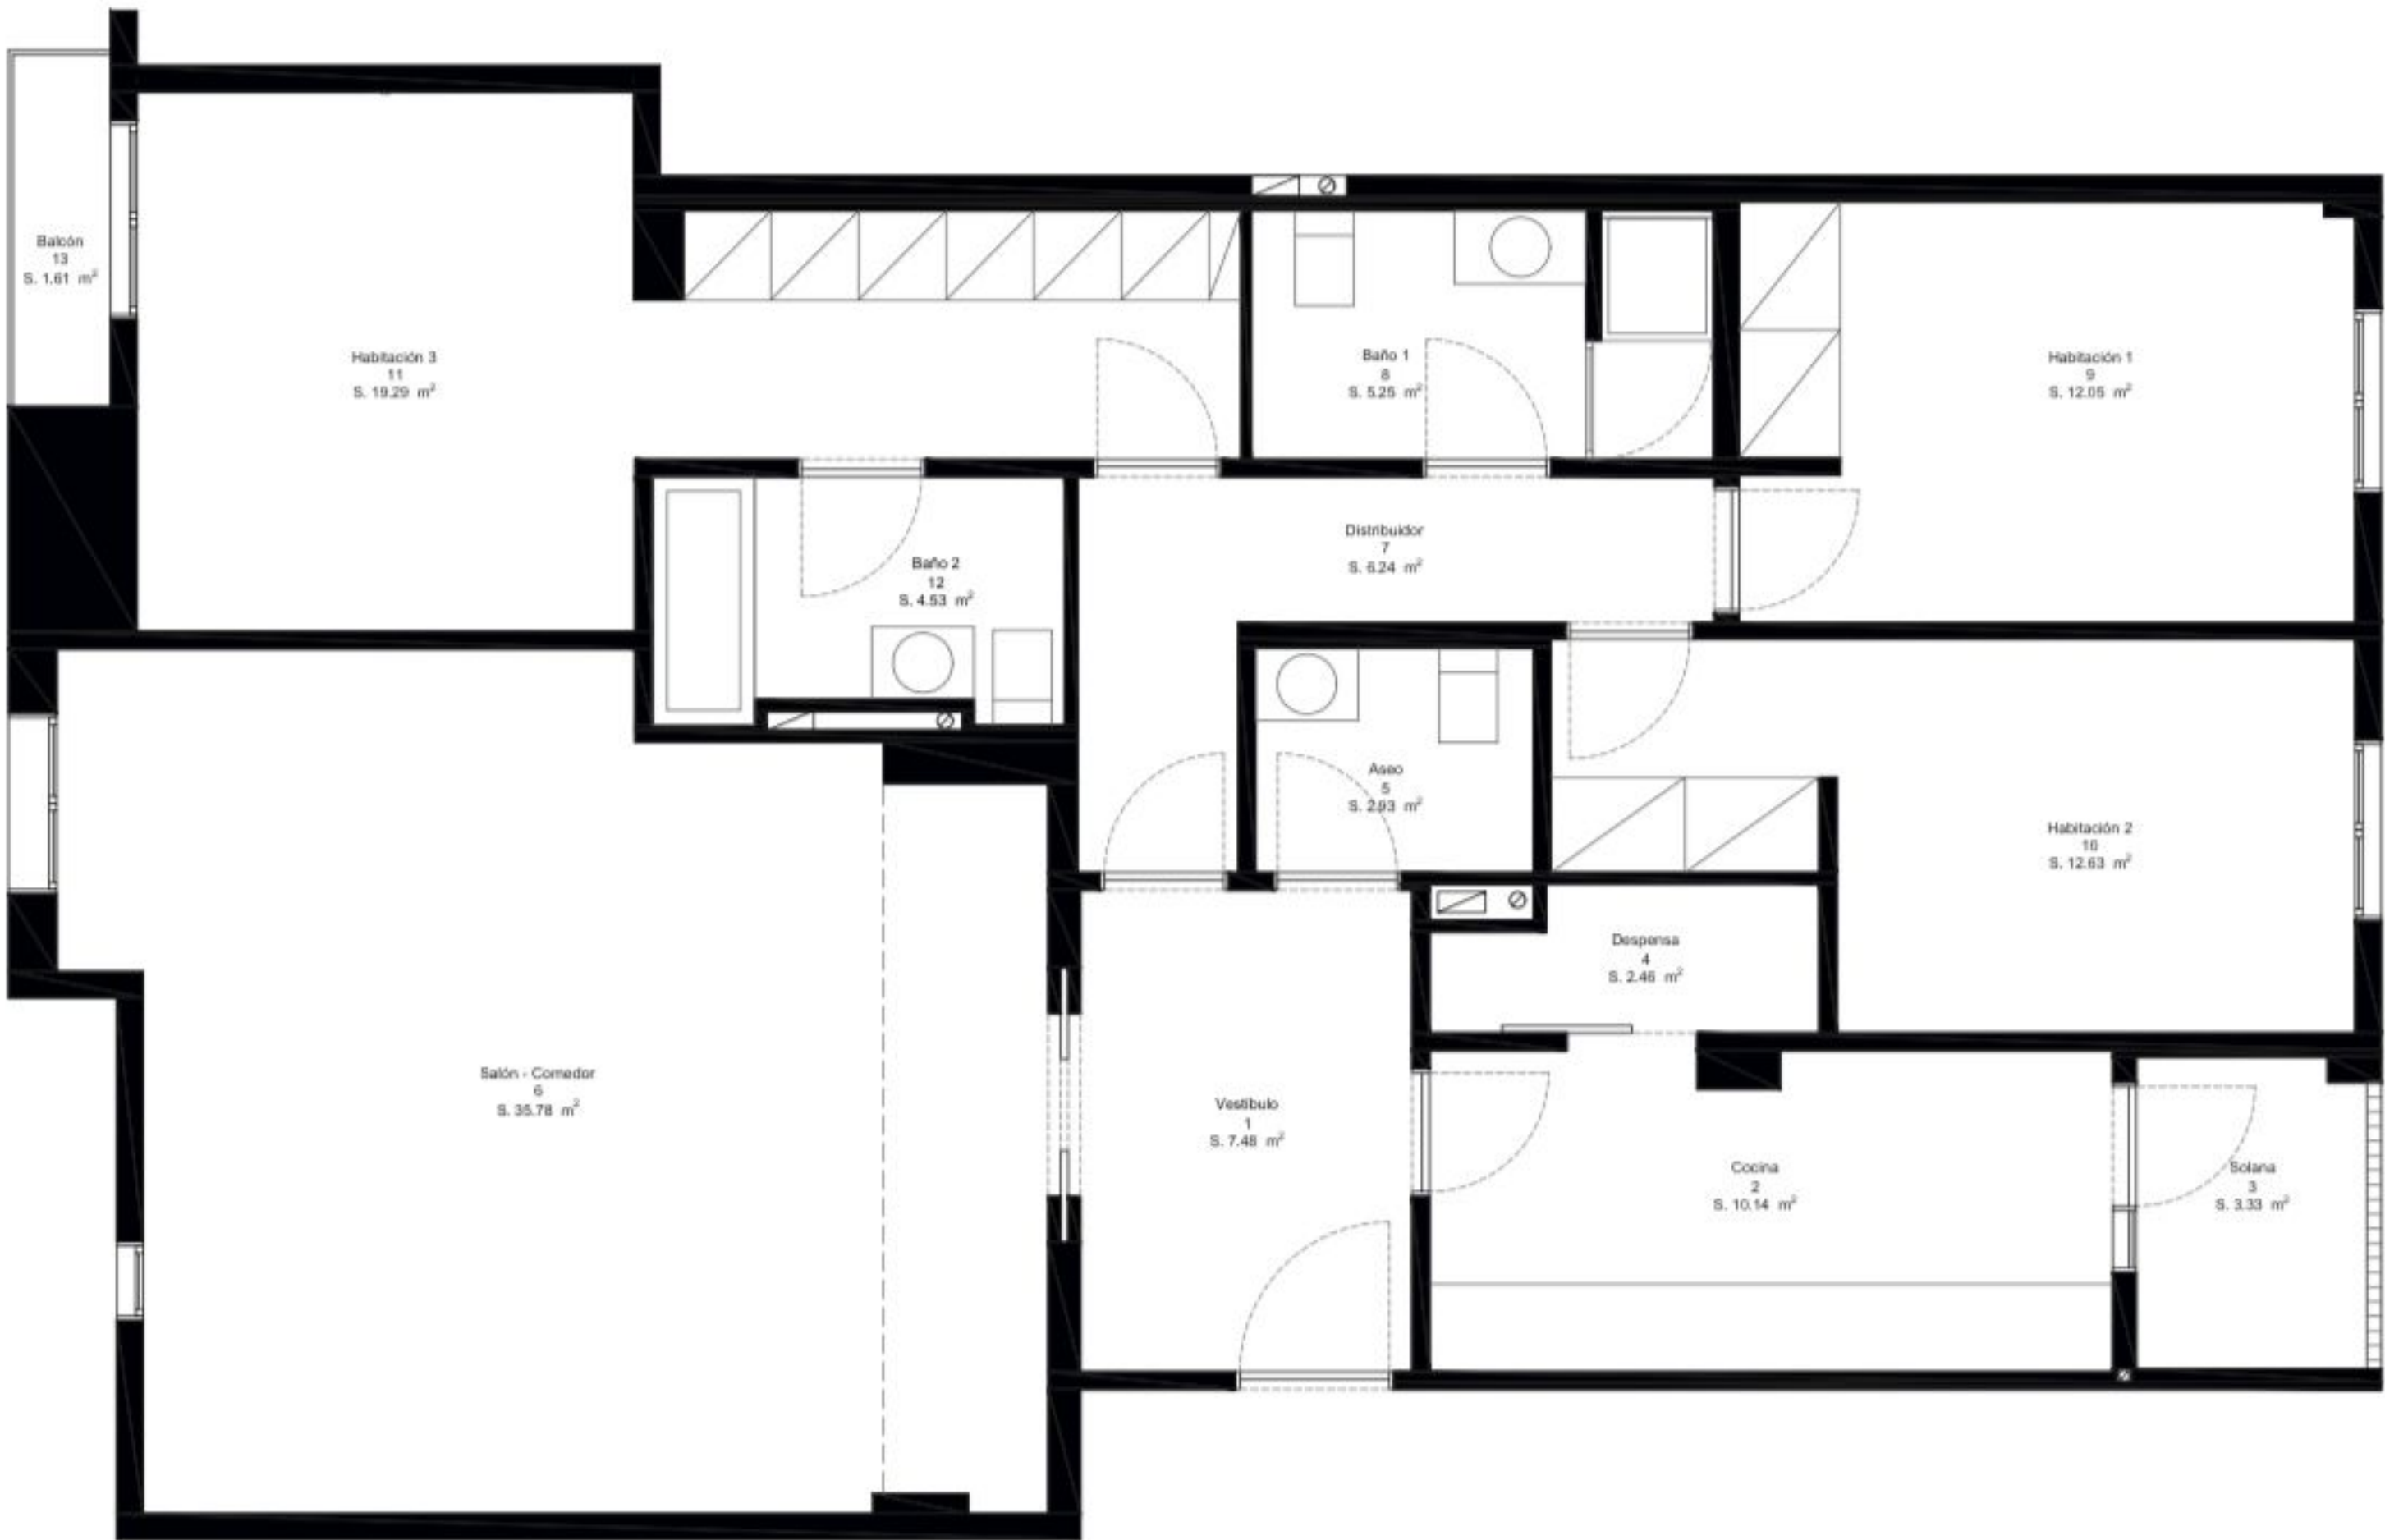 Balcón
13
S. 1.61 m²
Habitación 3
11
S. 19.29 m²
Baño 1
8
S. 5.25 m²
Habitación 1
9
S. 12.05 m²
Distribuidor
7
S. 6.24 m²
Baño 2
12
S. 4.53 m²
Aseo
5
S. 2.93 m²
Habitación 2
10
S. 12.63 m²
Despensa
4
S. 2.46 m²
Salón - Comedor
6
S. 35.78 m²
Vestíbulo
1
S. 7.48 m²
Cocina
2
S. 10.14 m²
Solana
3
S. 3.33 m²